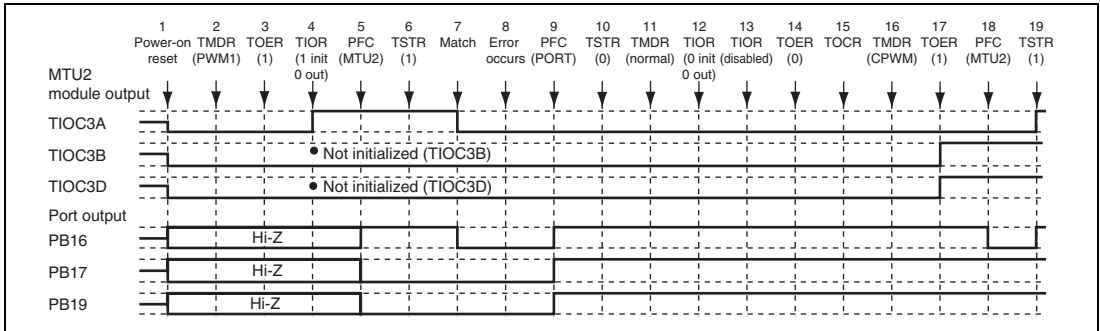 1 2 3 4 5 6 7 8 9 10 11 12 13 14 15 16 17 18 19
Power-on TMDR TOER TIOR PFC TSTR Match Error PFC TSTR TMDR TIOR TIOR TOER TOCR TMDR TOER PFC TSTR
reset (PWM1) (1) (1 init (MTU2) (1) occurs (PORT) (0) (normal) (0 init (disabled) (0) (CPWM) (1) (MTU2) (1)
0 out) 0 out)
MTU2
module output
TIOC3A
TIOC3B • Not initialized (TIOC3B)
TIOC3D • Not initialized (TIOC3D)
Port output
PB16 Hi-Z
PB17 Hi-Z
PB19 Hi-Z